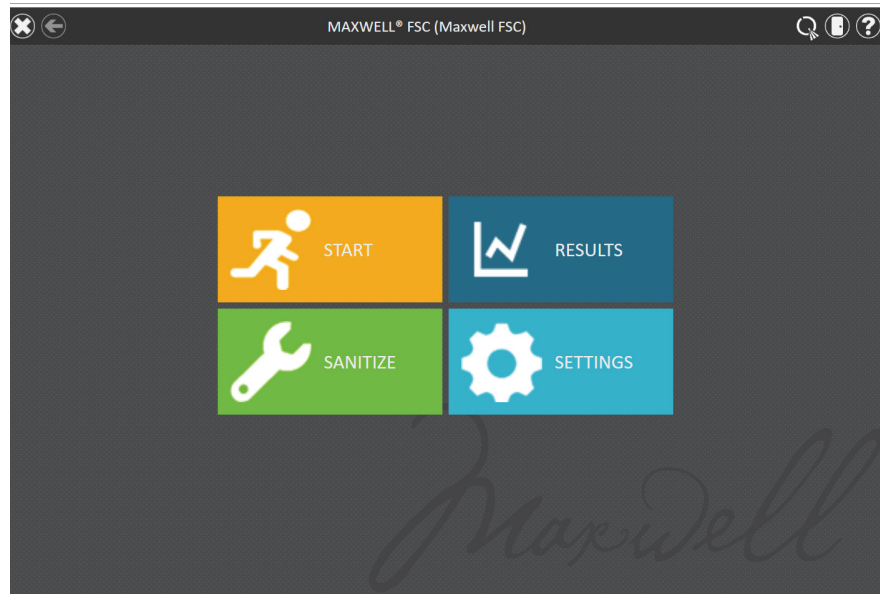 MAXWELL® FSC (Maxwell FSC)
START
RESULTS
SANITIZE
SETTINGS
Maxwell